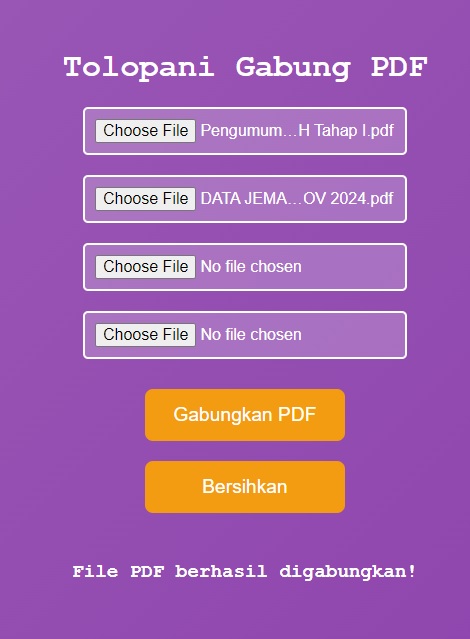 Tolopani Gabung PDF
Choose File Pengumum...H Tahap I.pdf
Choose File DATA JEMA...OV 2024.pdf
Choose File No file chosen
Choose File No file chosen
Gabungkan PDF
Bersihkan
File PDF berhasil digabungkan!